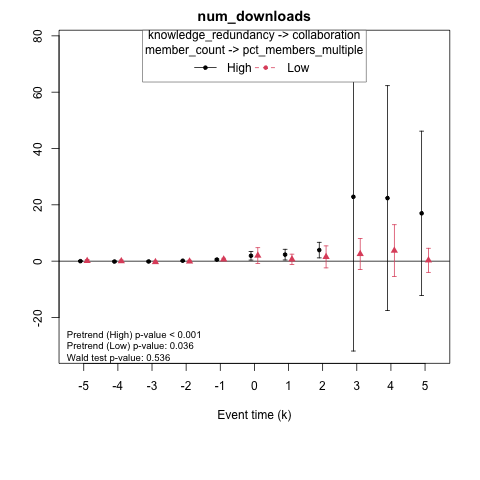 num_downloads
knowledge_redundancy -> collaboration
member_count -> pct_members_multiple
High Low
80
60
40
20
0
-20
Pretrend (High) p-value < 0.001
Pretrend (Low) p-value: 0.036
Wald test p-value: 0.536
-5 -4 -3 -2 -1 0 1 2 3 4 5
Event time (k)